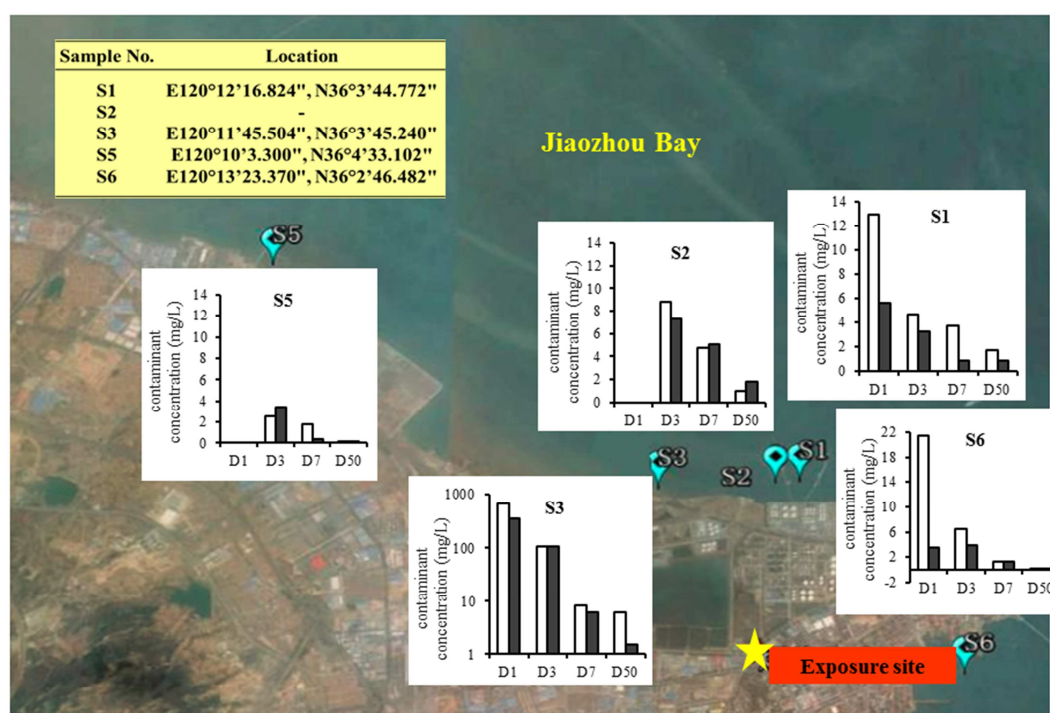 Sample No. Location
S1 E120°12'16.824", N36°3'44.772"
S2 -
S3 E120°11'45.504", N36°3'45.240"
S5 E120°10'3.300", N36°4'33.102"
S6 E120°13'23.370", N36°2'46.482"
Jiaozhou Bay
S5
S5
contaminant
concentration (mg/L)
14
12
10
8
6
4
2
0
D1 D3 D7 D50
S2
contaminant
concentration (mg/L)
14
12
10
8
6
4
2
0
D1 D3 D7 D50
S1
contaminant
concentration (mg/L)
14
12
10
8
6
4
2
0
D1 D3 D7 D50
S3
S2
S1
S3
contaminant
concentration (mg/L)
1000
100
10
1
D1 D3 D7 D50
S6
contaminant
concentration (mg/L)
22
17
12
7
2
-2
D1 D3 D7 D50
S6
Exposure site